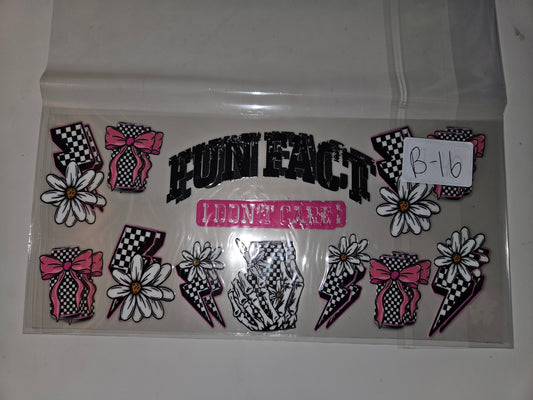 FUN FACT
B-16
I DON'T CARE!